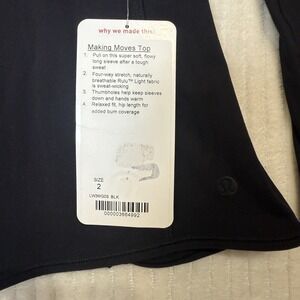 why we made this
Making Moves Top
1. Pull on this super soft, flowy
long sleeve after a tough
sweat
2. Four-way stretch, naturally
breathable Rulu™ Light fabric
is sweat-wicking
3. Thumbholes help keep sleeves
down and hands warm
4. Relaxed fit, hip length for
added bum coverage
SIZE
2
BLK
000003664992